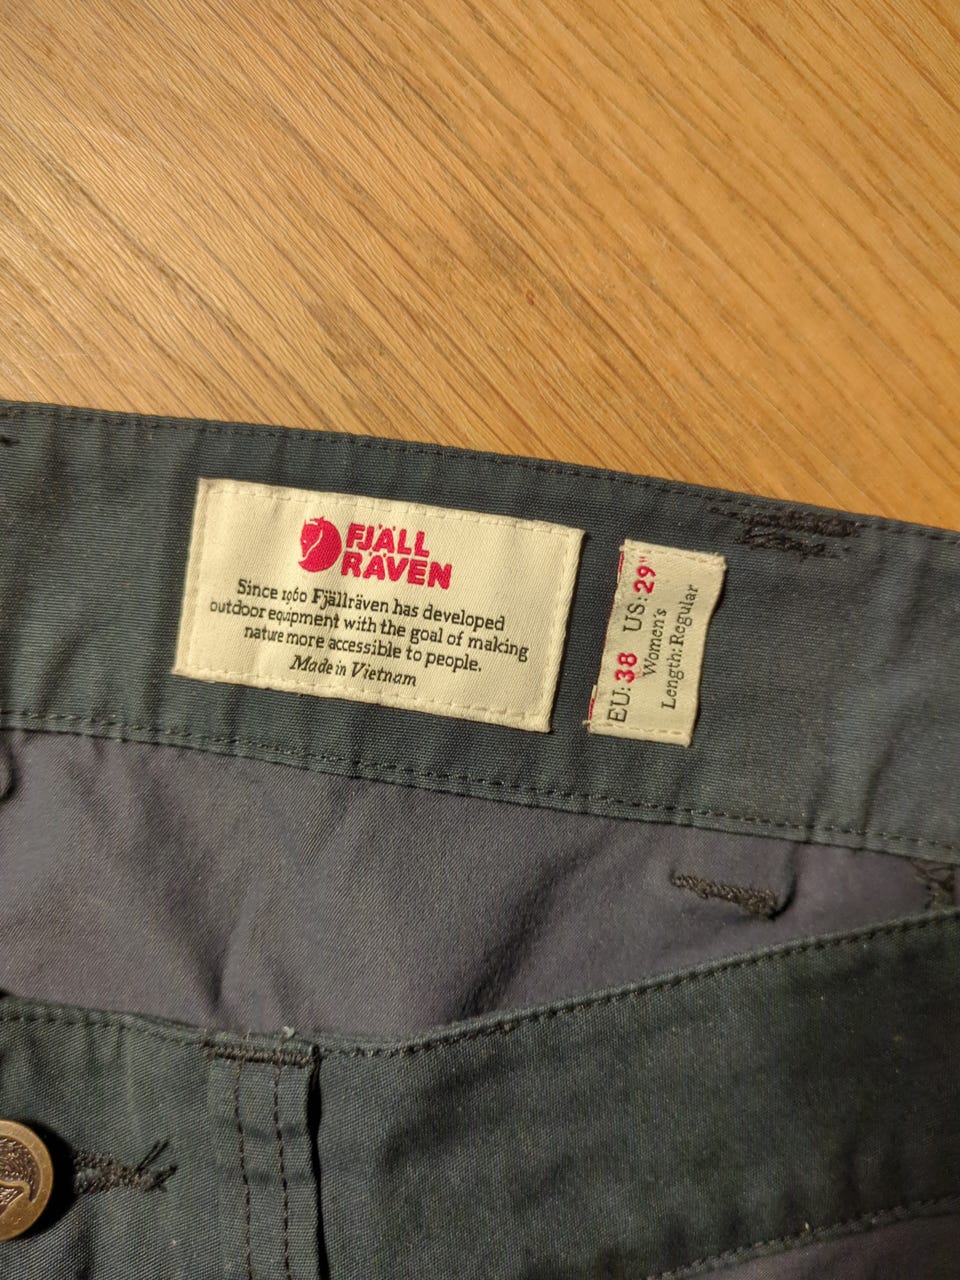 FJÄLL
RÄVEN
Since 1960 Fjällräven has developed
outdoor equipment with the goal of making
nature more accessible to people.
Made in Vietnam
EU: 38 US: 29"
Women's
Length: Regular